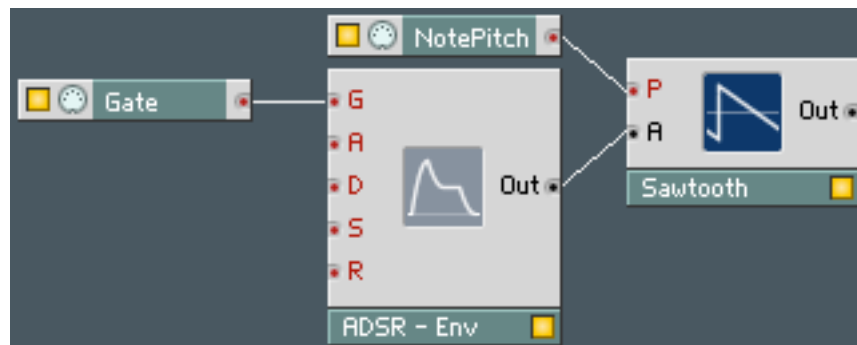 NotePitch
Gate
G
A
D
S
R
Out
ADSR - Env
P
A
Out
Sawtooth